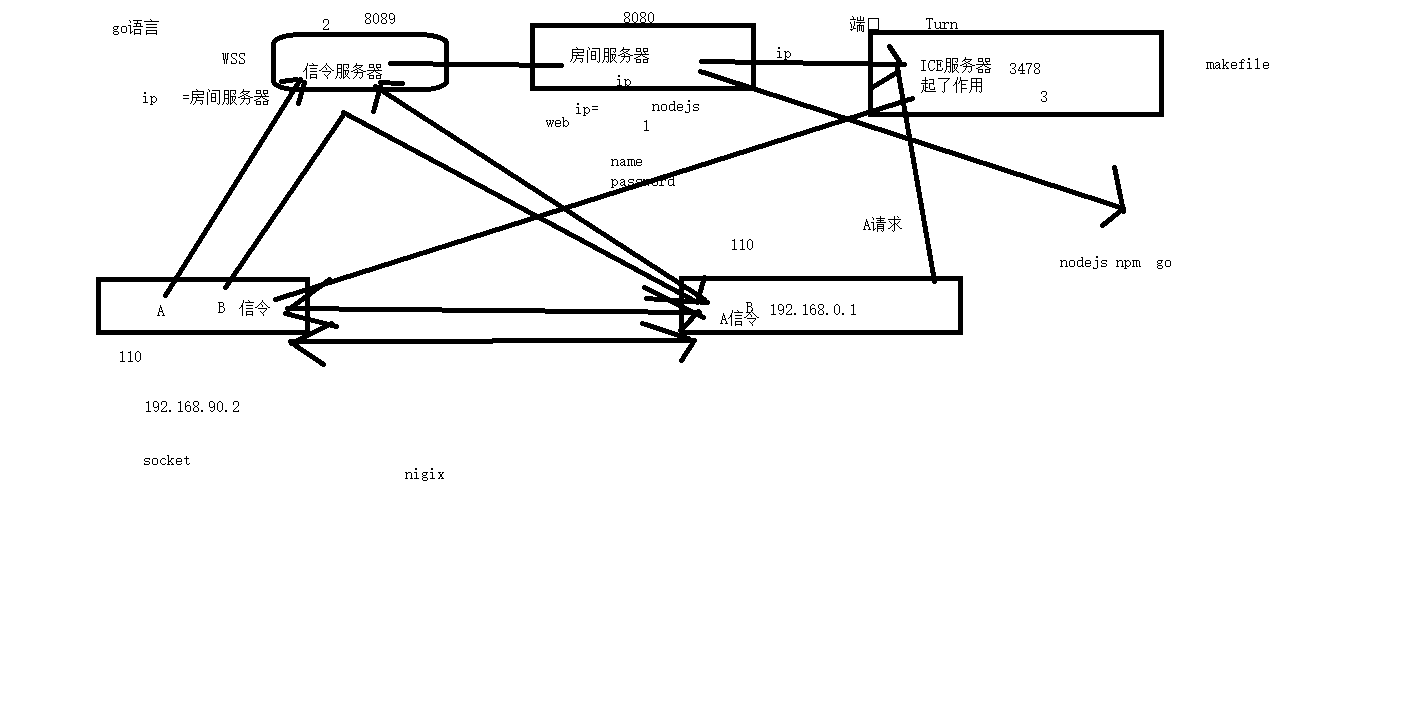 go语言
2
8089
8080
端口
Turn
WSS
信令服务器
房间服务器
ip
ICE服务器
3478
makefile
起了作用
ip
ip
=房间服务器
3
ip=
nodejs
web
1
name
password
A请求
110
nodejs npm go
A
B
信令
B
192.168.0.1
A信令
110
192.168.90.2
socket
nigix